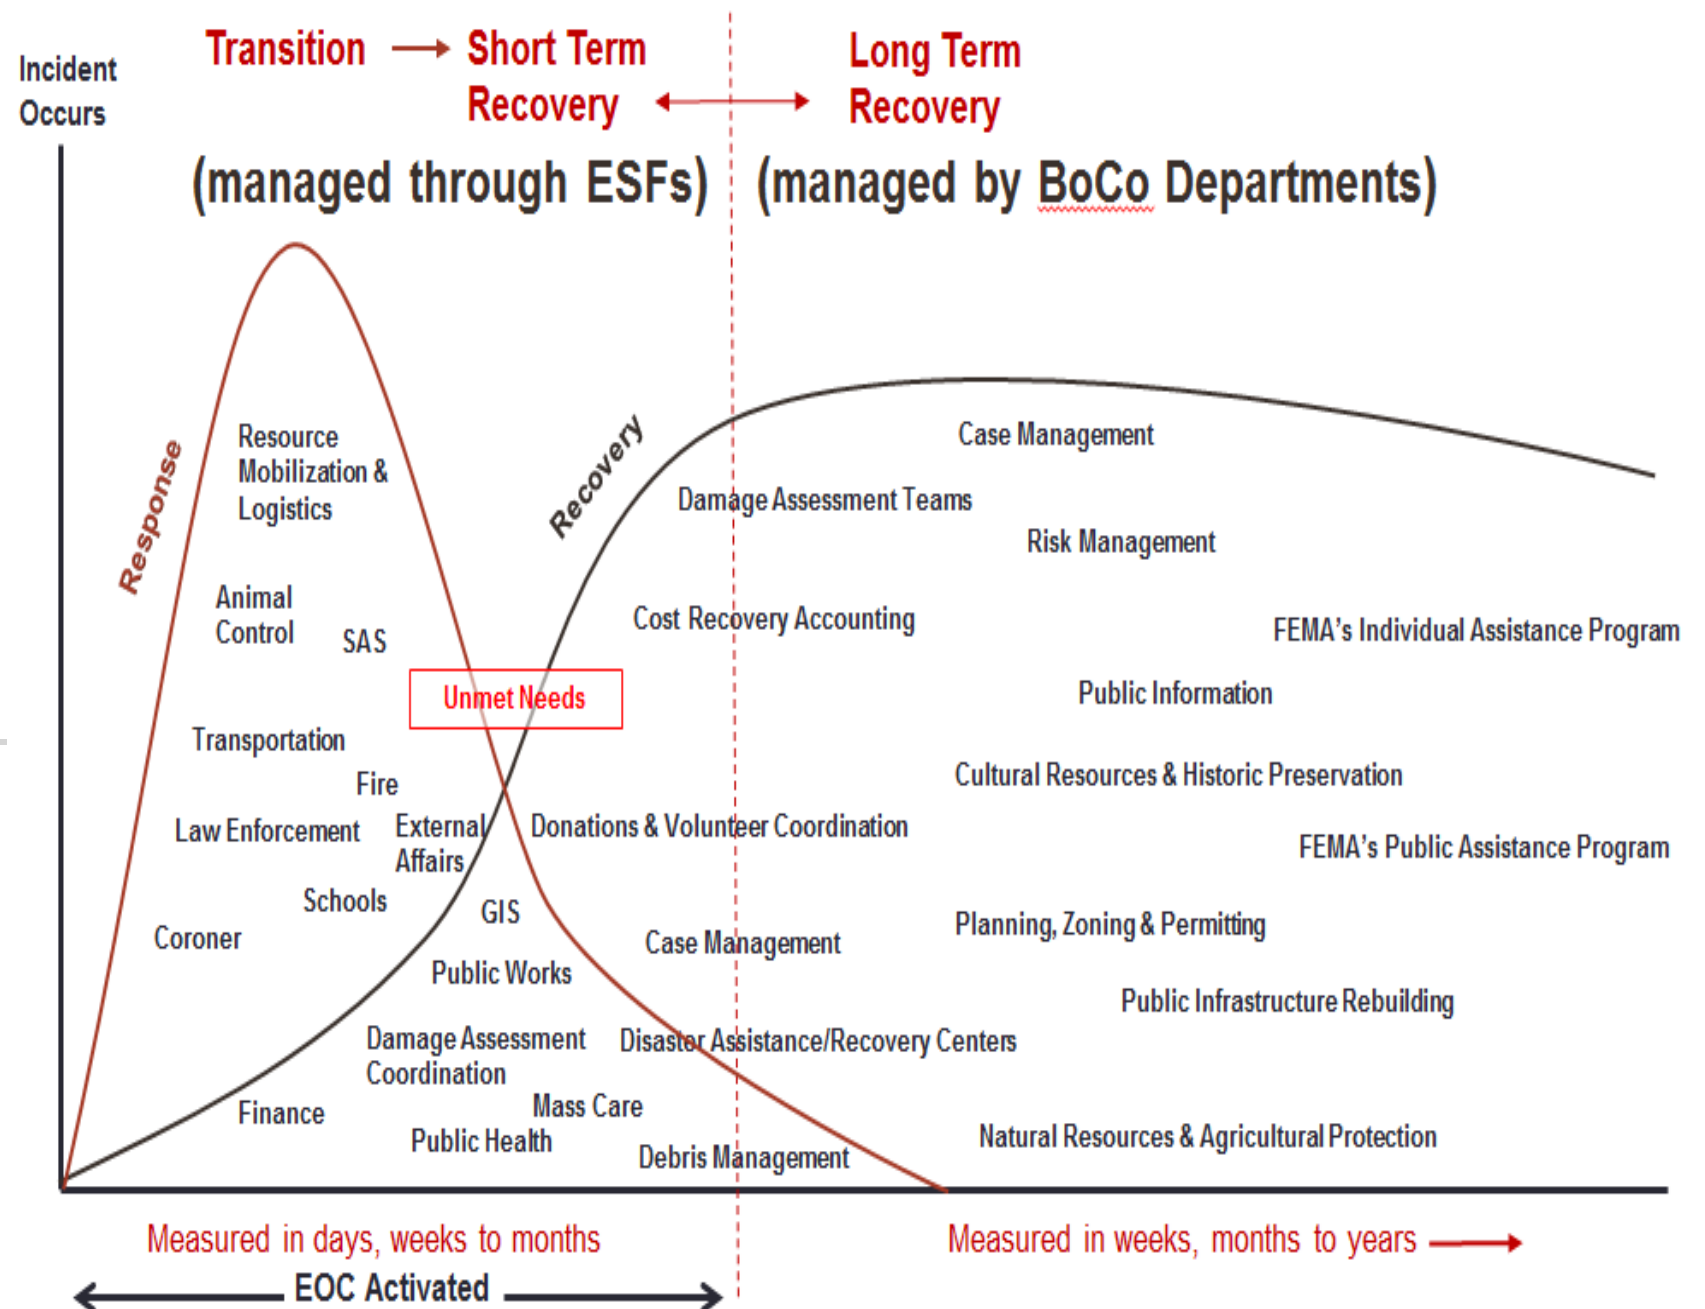 Incident
Occurs
Transition
Short Term
Recovery
Long Term
Recovery
(managed through ESFs)
(managed by BoCo Departments)
Response
Recovery
Resource
Mobilization &
Logistics
Case Management
Damage Assessment Teams
Risk Management
Animal
Control
SAS
Cost Recovery Accounting
FEMA's Individual Assistance Program
Unmet Needs
Public Information
Transportation
Fire
Cultural Resources & Historic Preservation
Law Enforcement
External
Affairs
Donations & Volunteer Coordination
FEMA's Public Assistance Program
Schools
GIS
Coroner
Case Management
Planning, Zoning & Permitting
Public Works
Public Infrastructure Rebuilding
Damage Assessment
Coordination
Disaster Assistance/Recovery Centers
Finance
Mass Care
Public Health
Debris Management
Natural Resources & Agricultural Protection
Measured in days, weeks to months
Measured in weeks, months to years
EOC Activated